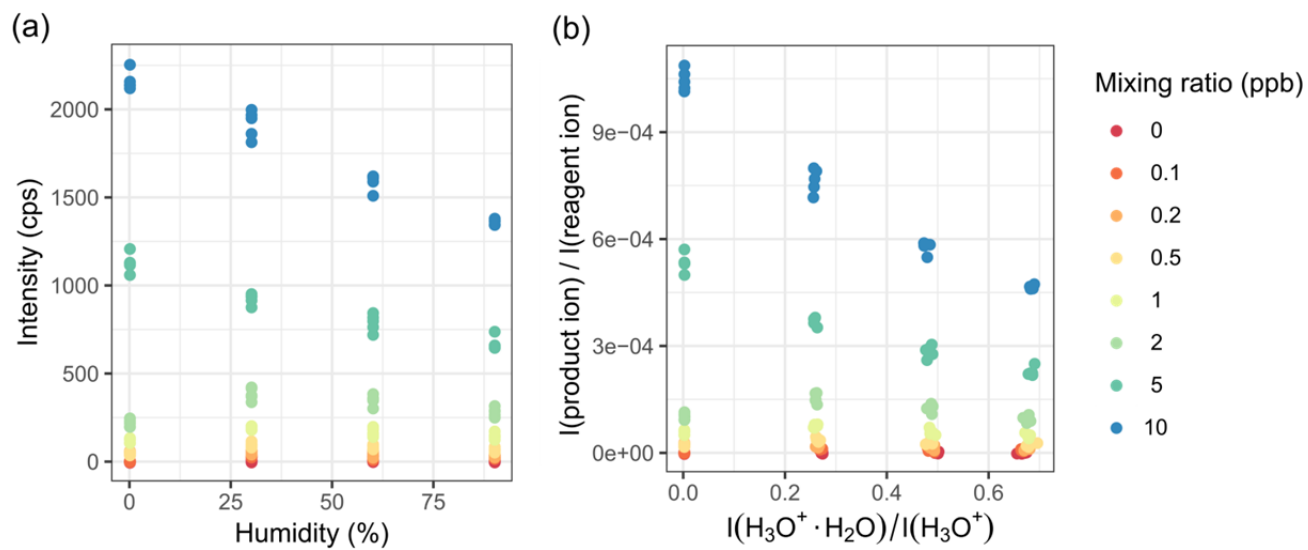 (a)
2000
1500
1000
500
0
Intensity (cps)
0
25
50
75
Humidity (%)
(b)
9e−04
6e−04
3e−04
0e+00
I(product ion) / I(reagent ion)
0.0
0.2
0.4
0.6
I(H₃O⁺ · H₂O)/I(H₃O⁺)
Mixing ratio (ppb)
0
0.1
0.2
0.5
1
2
5
10